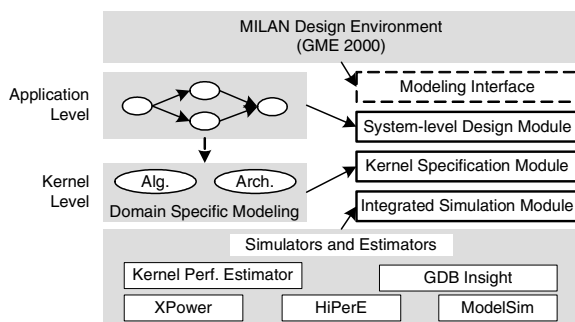 MILAN Design Environment
(GME 2000)
Application
Level
Modeling Interface
System-level Design Module
Kernel
Level
Alg.
Arch.
Domain Specific Modeling
Kernel Specification Module
Integrated Simulation Module
Simulators and Estimators
Kernel Perf. Estimator
GDB Insight
XPower
HiPerE
ModelSim